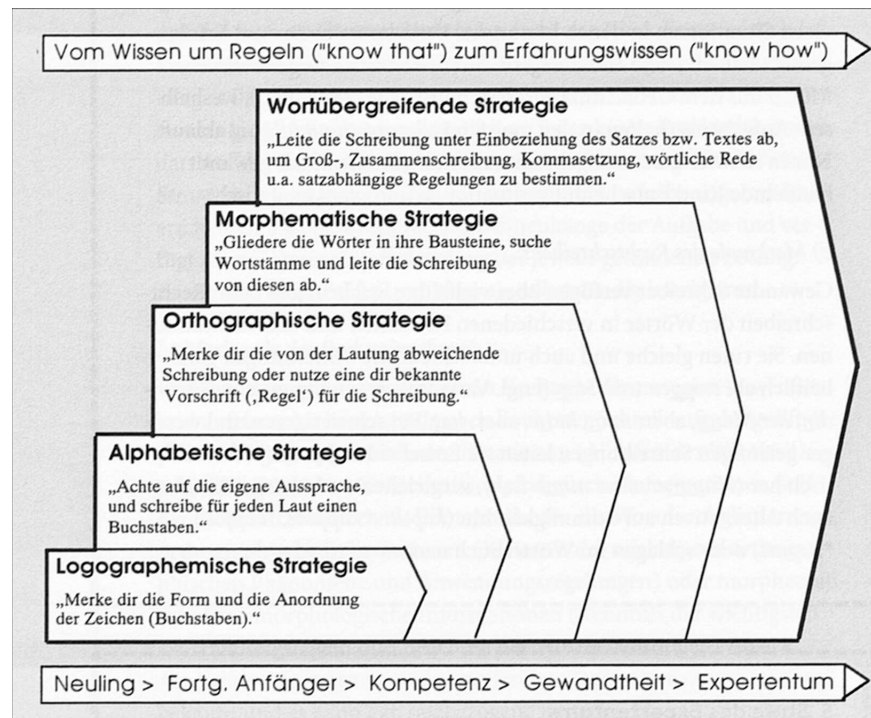 Vom Wissen um Regeln ("know that") zum Erfahrungswissen ("know how")
Wortübergreifende Strategie
„Leite die Schreibung unter Einbeziehung des Satzes bzw. Textes ab,
um Groß-, Zusammenschreibung, Kommasetzung, wörtliche Rede
u.a. satzabhängige Regelungen zu bestimmen.“
Morphematische Strategie
„Gliedere die Wörter in ihre Bausteine, suche
Wortstämme und leite die Schreibung
von diesen ab.“
Orthographische Strategie
„Merke dir die von der Lautung abweichende
Schreibung oder nutze eine dir bekannte
Vorschrift (‚Regel‘) für die Schreibung.“
Alphabetische Strategie
„Achte auf die eigene Aussprache,
und schreibe für jeden Laut einen
Buchstaben.“
Logographemische Strategie
„Merke dir die Form und die Anordnung
der Zeichen (Buchstaben).“
Neuling > Fortg. Anfänger > Kompetenz > Gewandtheit > Expertentum